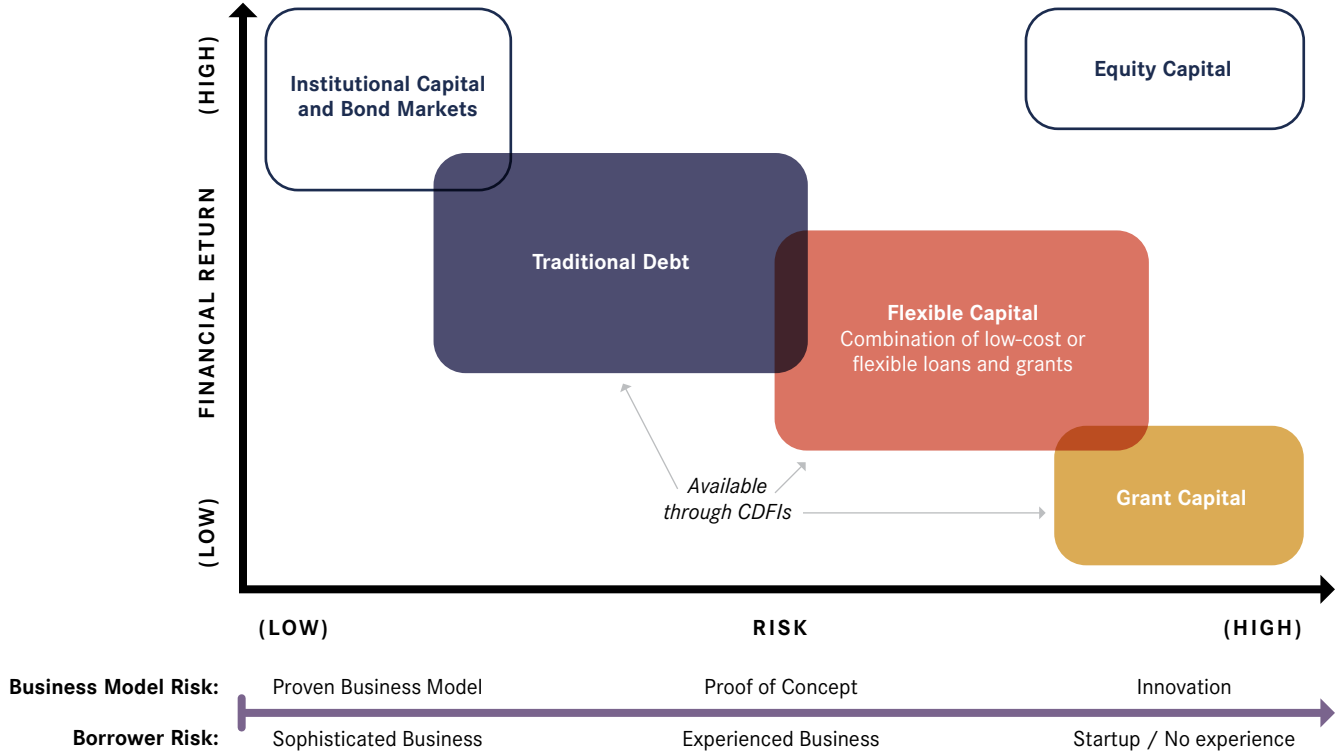 (HIGH)
FINANCIAL RETURN
(LOW)
Institutional Capital
and Bond Markets
Equity Capital
Traditional Debt
Flexible Capital
Combination of low-cost or
flexible loans and grants
Available
through CDFIs
Grant Capital
(LOW)
RISK
(HIGH)
Business Model Risk:
Proven Business Model
Proof of Concept
Innovation
Borrower Risk:
Sophisticated Business
Experienced Business
Startup / No experience